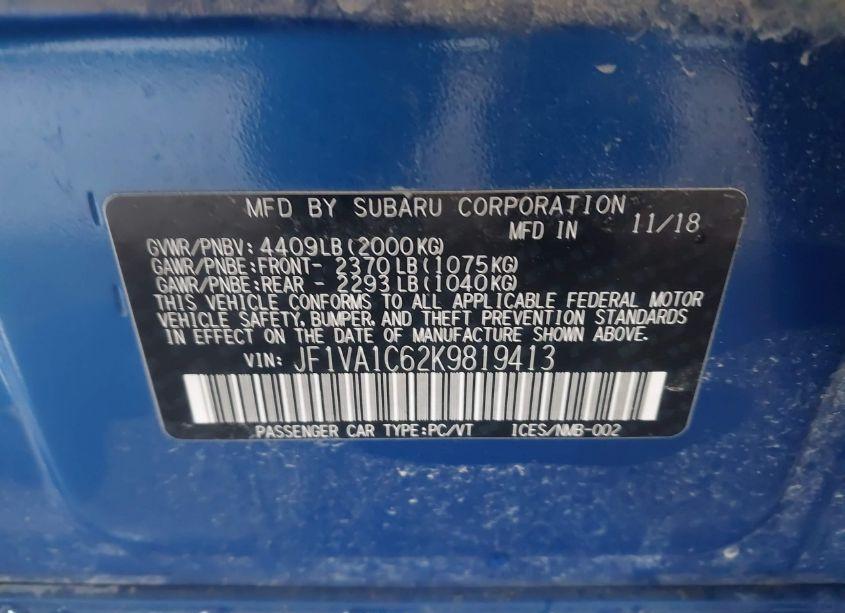 MFD BY SUBARU CORPORATION
MFD IN 11/18
GVWR/PNBV: 4409LB(2000KG)
GAWR/PNBE:FRONT- 2370LB(1075KG)
GAWR/PNBE:REAR - 2293LB(1040KG)
THIS VEHICLE CONFORMS TO ALL APPLICABLE FEDERAL MOTOR
VEHICLE SAFETY, BUMPER, AND THEFT PREVENTION STANDARDS
IN EFFECT ON THE DATE OF MANUFACTURE SHOWN ABOVE.
VIN: JF1VA1C62K9819413
PASSENGER CAR TYPE:PC/VT ICES/NMB-002